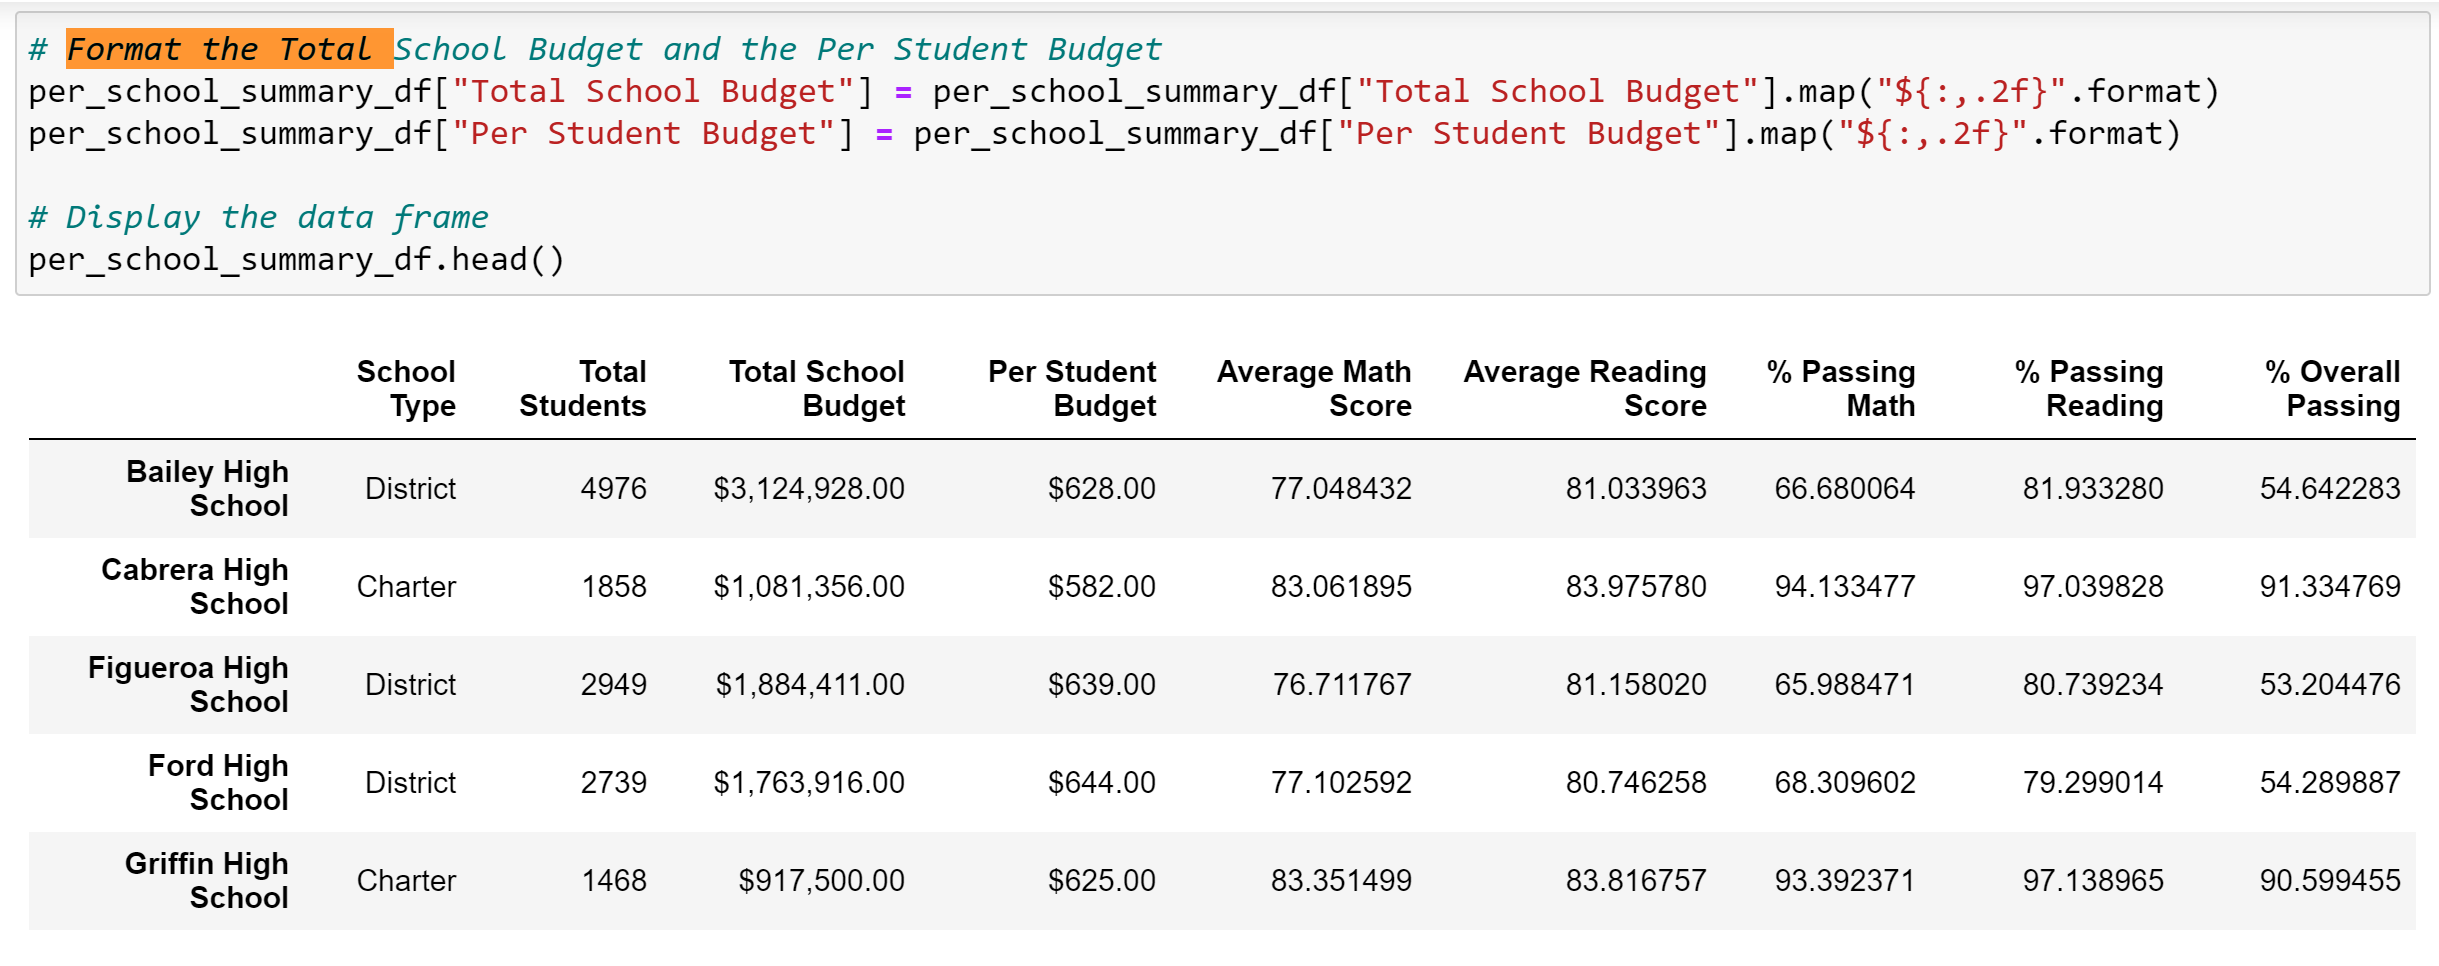 # Format the Total School Budget and the Per Student Budget
per_school_summary_df["Total School Budget"] = per_school_summary_df["Total School Budget"].map("${:,.2f}".format)
per_school_summary_df["Per Student Budget"] = per_school_summary_df["Per Student Budget"].map("${:,.2f}".format)
# Display the data frame
per_school_summary_df.head()
School Total Total School Per Student Average Math Average Reading % Passing % Passing % Overall
Type Students Budget Budget Score Score Math Reading Passing
Bailey High
School District 4976 $3,124,928.00 $628.00 77.048432 81.033963 66.680064 81.933280 54.642283
Cabrera High
School Charter 1858 $1,081,356.00 $582.00 83.061895 83.975780 94.133477 97.039828 91.334769
Figueroa High
School District 2949 $1,884,411.00 $639.00 76.711767 81.158020 65.988471 80.739234 53.204476
Ford High
School District 2739 $1,763,916.00 $644.00 77.102592 80.746258 68.309602 79.299014 54.289887
Griffin High
School Charter 1468 $917,500.00 $625.00 83.351499 83.816757 93.392371 97.138965 90.599455